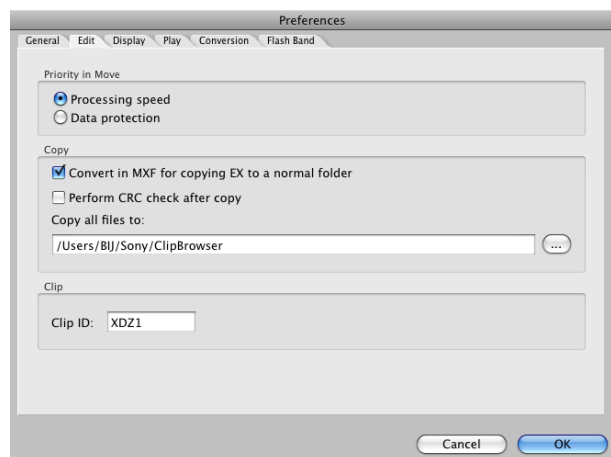 Preferences
General Edit Display Play Conversion Flash Band
Priority in Move
Processing speed
Data protection
Copy
Convert in MXF for copying EX to a normal folder
Perform CRC check after copy
Copy all files to:
/Users/BIJ/Sony/ClipBrowser ...
Clip
Clip ID: XDZ1
Cancel OK